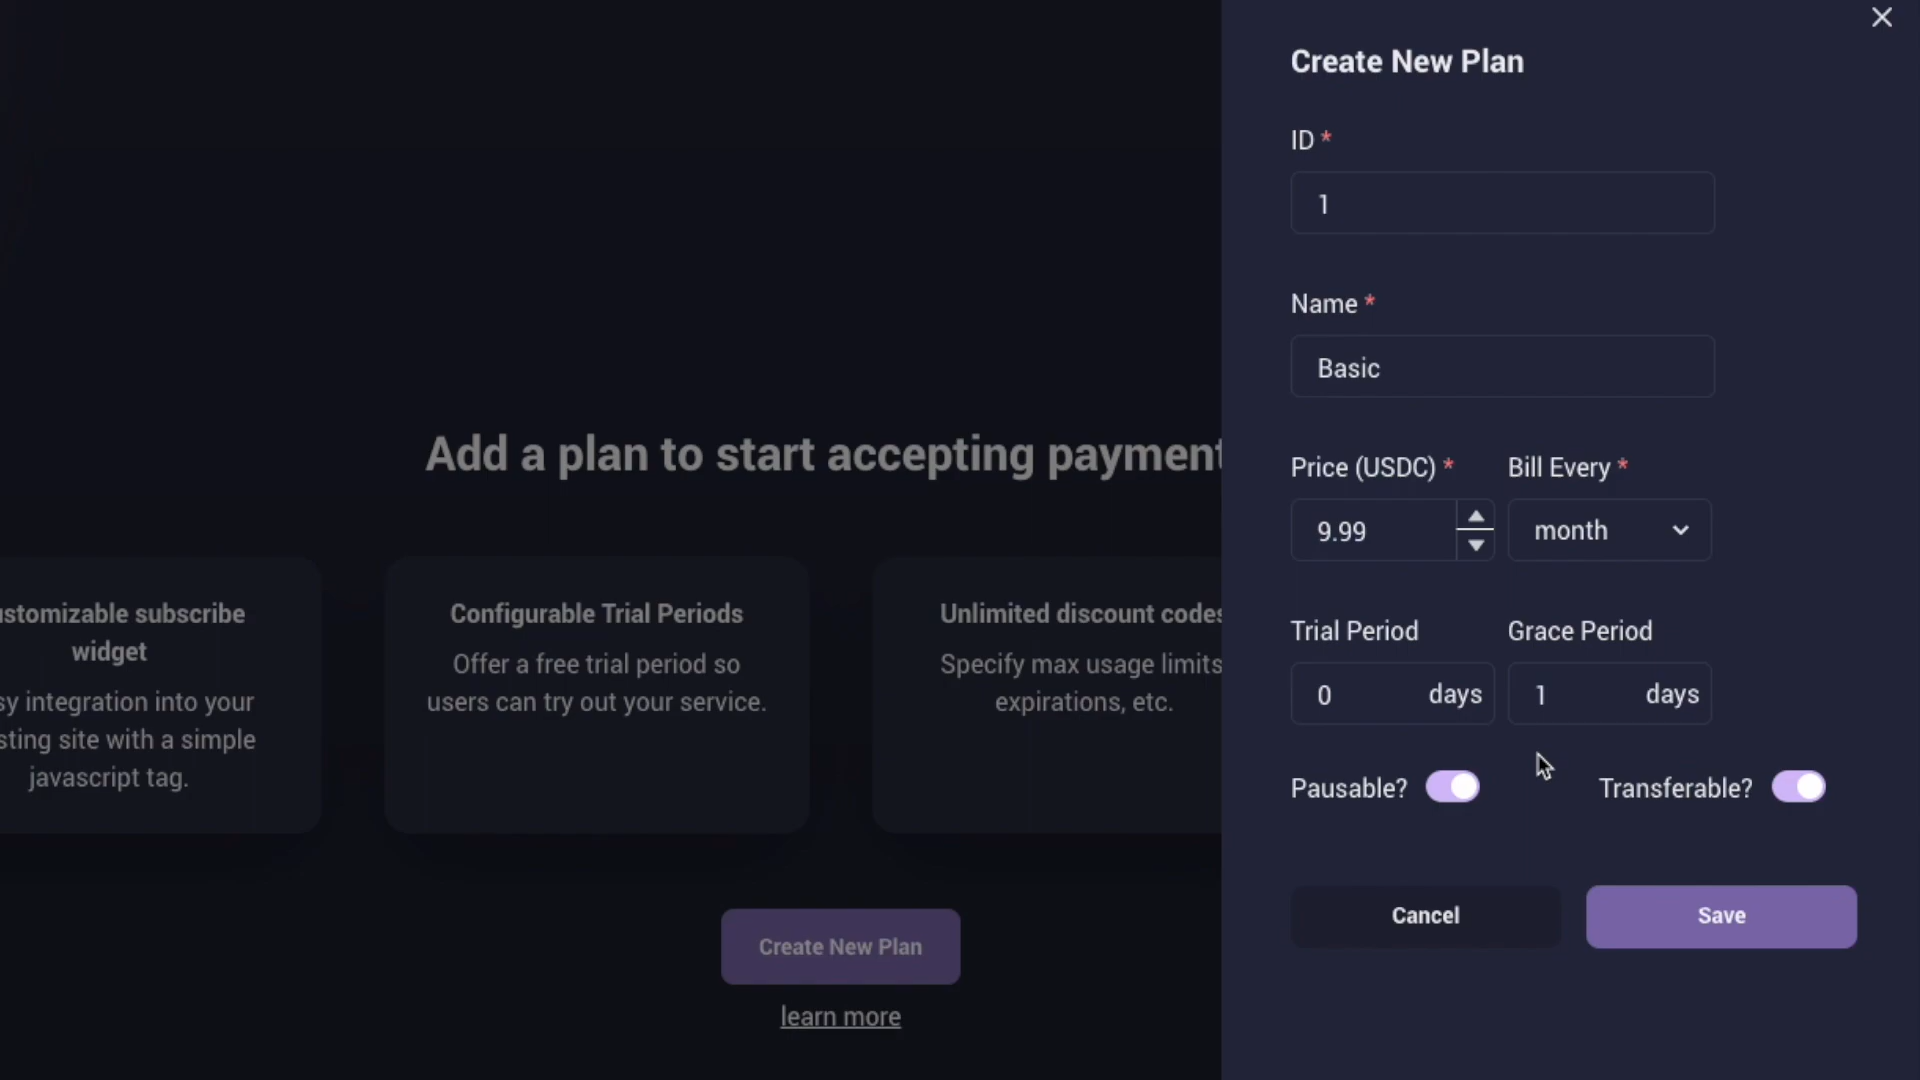 Create New Plan
ID *
1
Name *
Basic
Price (USDC) * Bill Every *
9.99 month
Trial Period Grace Period
0 days 1 days
Pausable? Transferable?
Cancel Save
Add a plan to start accepting payment
ustomizable subscribe
widget
sy integration into your
sting site with a simple
javascript tag.
Configurable Trial Periods
Offer a free trial period so
users can try out your service.
Unlimited discount codes
Specify max usage limits
expirations, etc.
Create New Plan
learn more